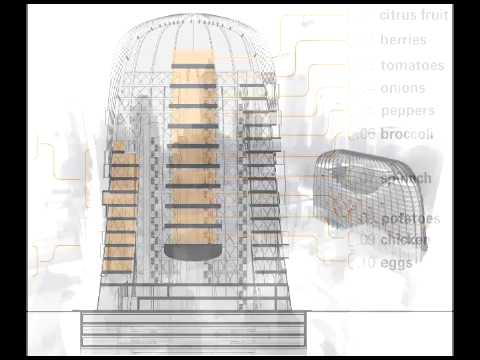 citrus fruit
berries
tomatoes
onions
peppers
.06 broccoli
spinach
potatoes
.09 chicken
.10 eggs